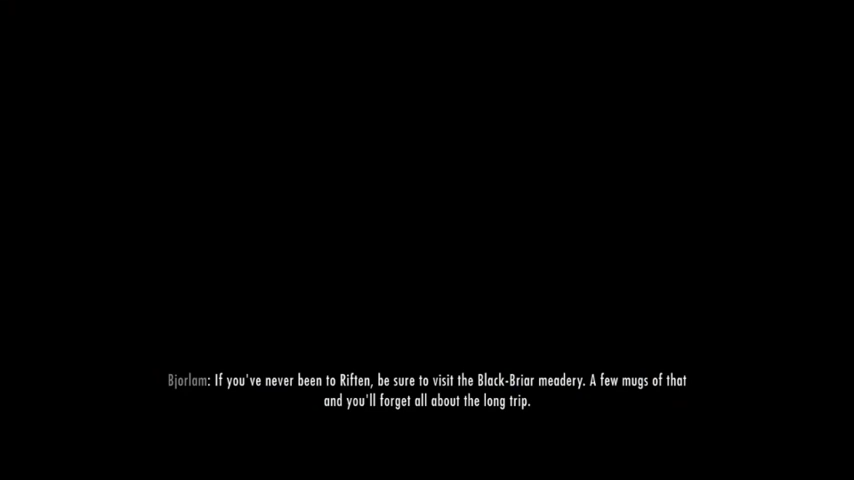 Bjorlam: If you've never been to Riften, be sure to visit the Black-Briar meadery. A few mugs of that
and you'll forget all about the long trip.